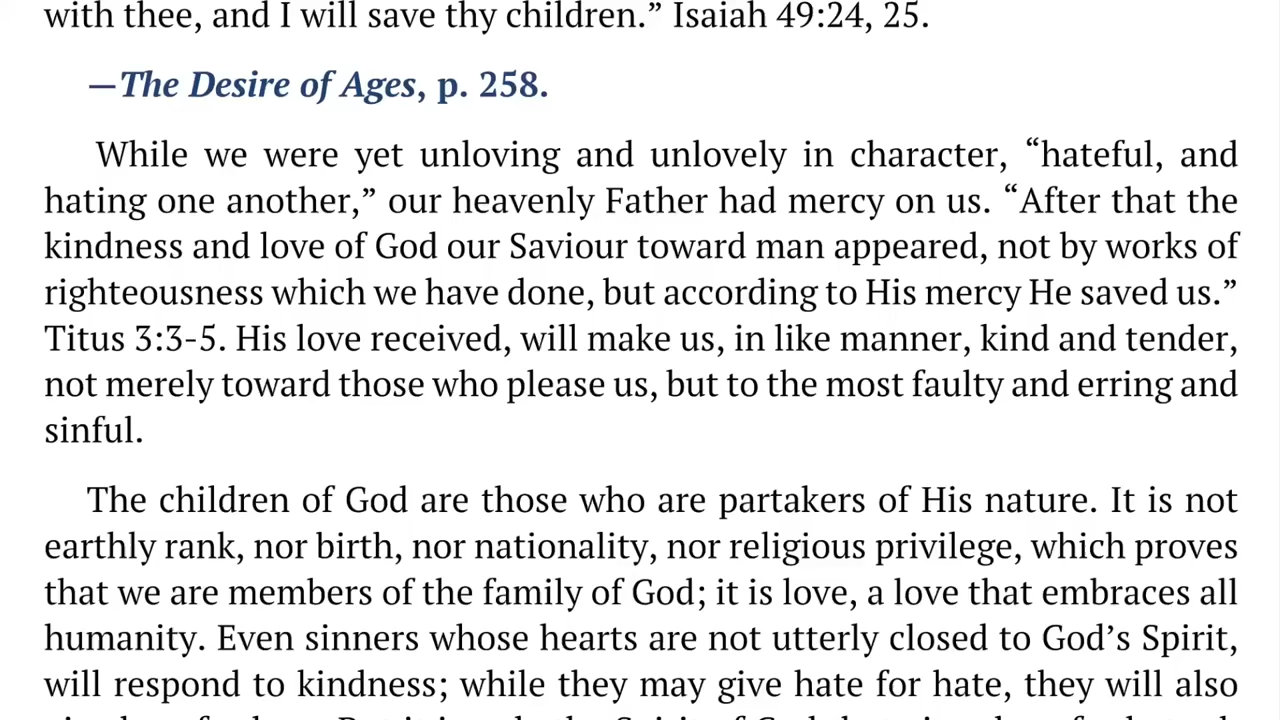 with thee, and I will save thy children.” Isaiah 49:24, 25.
—The Desire of Ages, p. 258.
While we were yet unloving and unlovely in character, “hateful, and
hating one another,” our heavenly Father had mercy on us. “After that the
kindness and love of God our Saviour toward man appeared, not by works of
righteousness which we have done, but according to His mercy He saved us.”
Titus 3:3-5. His love received, will make us, in like manner, kind and tender,
not merely toward those who please us, but to the most faulty and erring and
sinful.
The children of God are those who are partakers of His nature. It is not
earthly rank, nor birth, nor nationality, nor religious privilege, which proves
that we are members of the family of God; it is love, a love that embraces all
humanity. Even sinners whose hearts are not utterly closed to God’s Spirit,
will respond to kindness; while they may give hate for hate, they will also